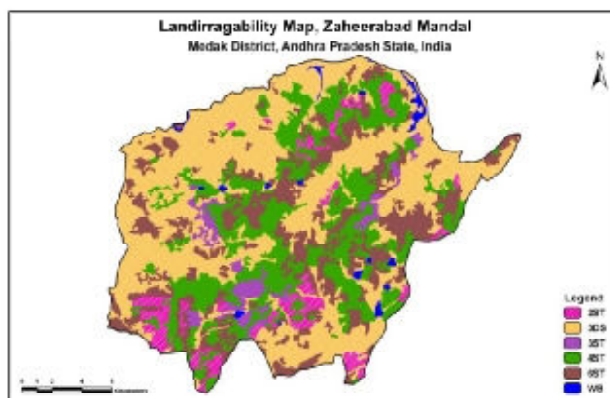 Landirragability Map, Zaheerabad Mandal
Medak District, Andhra Pradesh State, India
N
Legend
2ST
3DS
3ST
4ST
6ST
WB